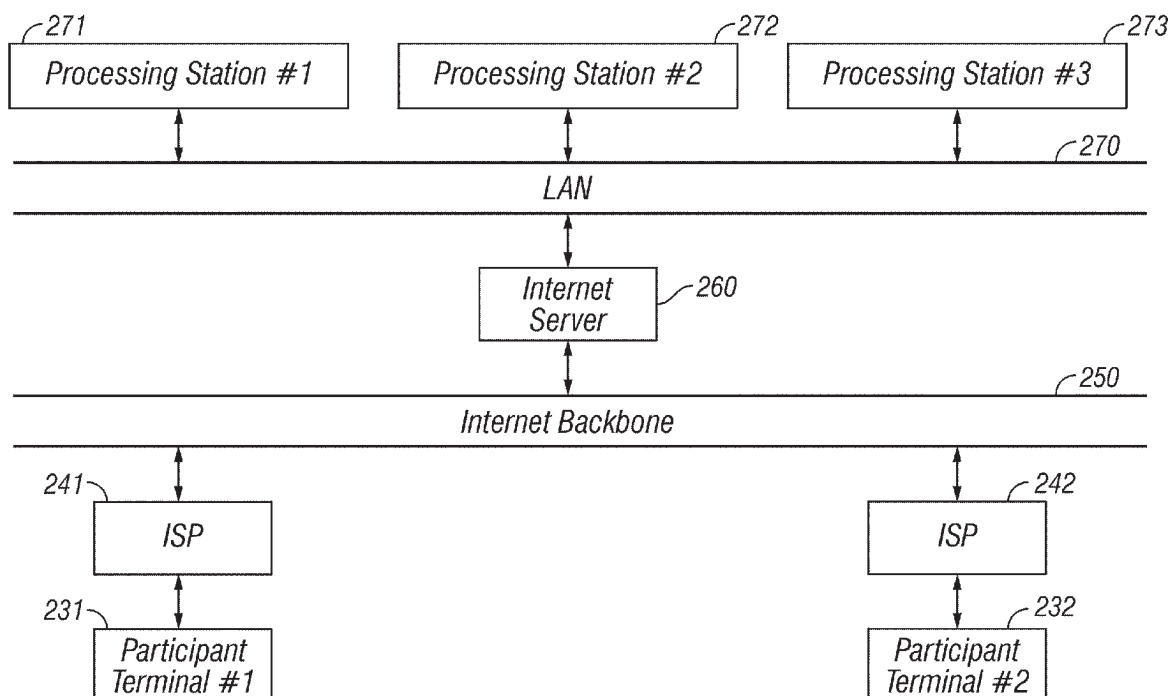 271
272
273
Processing Station #1
Processing Station #2
Processing Station #3
270
LAN
Internet
Server
260
250
Internet Backbone
241
ISP
242
ISP
231
Participant
Terminal #1
232
Participant
Terminal #2